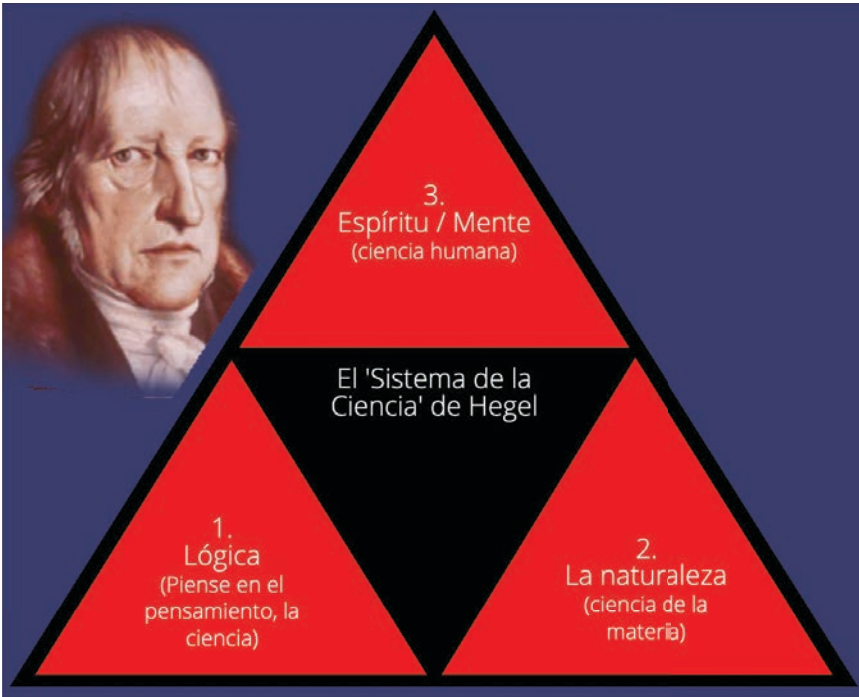 3.
Espíritu / Mente
(ciencia humana)
El 'Sistema de la
Ciencia' de Hegel
1.
Lógica
(Piense en el
pensamiento, la
ciencia)
2.
La naturaleza
(ciencia de la
materia)